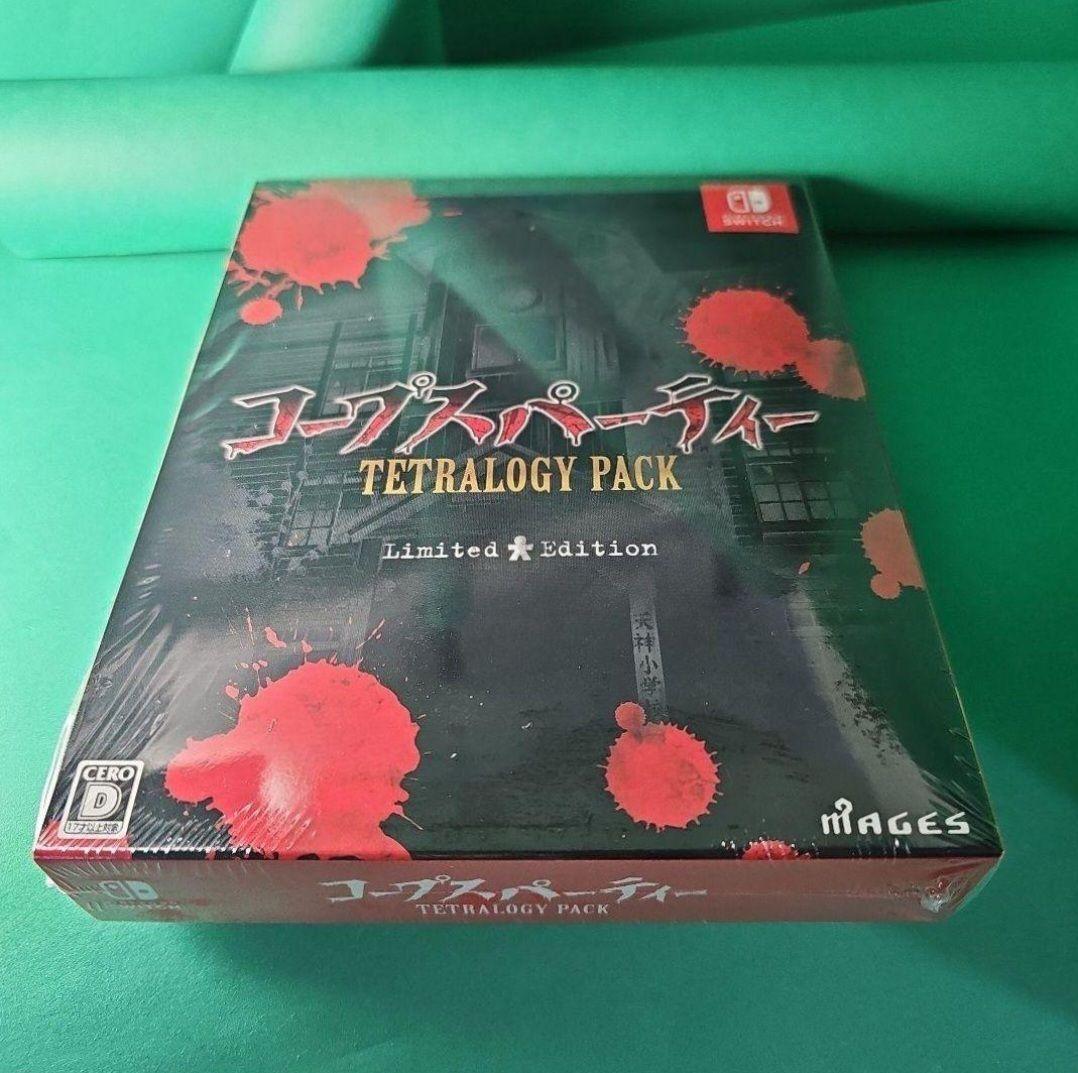 SWITCH
コープスパーティー
TETRALOGY PACK
Limited Edition
天神小学
CERO
D
17才以上対象
MAGES
コープスパーティー
TETRALOGY PACK